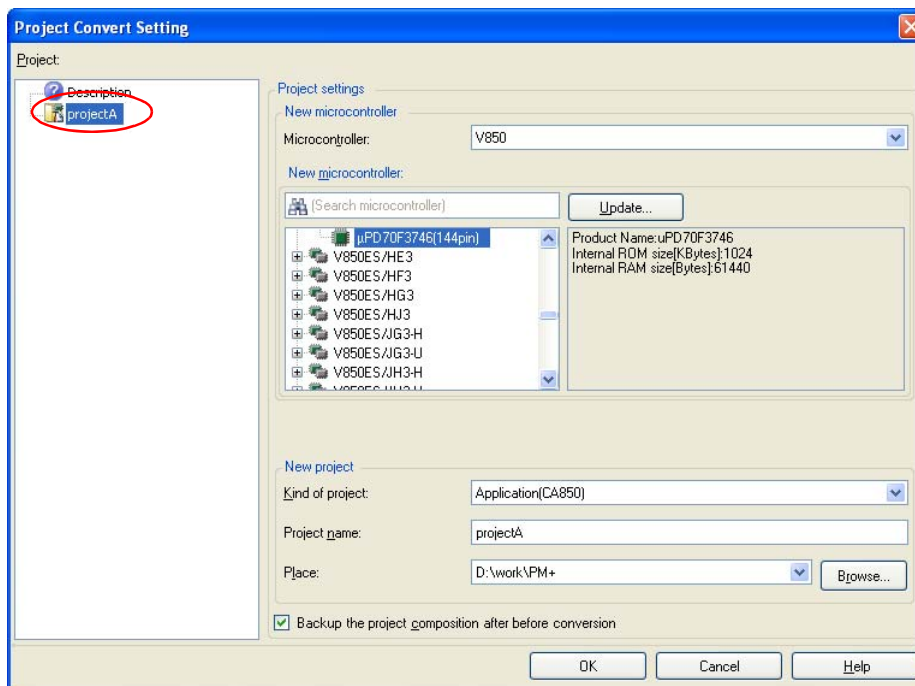 Project Convert Setting
Project:
Description
projectA
Project settings
New microcontroller
Microcontroller:
V850
New microcontroller:
(Search microcontroller)
Update...
µPD70F3746(144pin)
V850ES/HE3
V850ES/HF3
V850ES/HG3
V850ES/HJ3
V850ES/JG3-H
V850ES/JG3-U
V850ES/JH3-H
Product Name:uPD70F3746
Internal ROM size[KBytes]:1024
Internal RAM size[Bytes]:61440
New project
Kind of project:
Application(CA850)
Project name:
projectA
Place:
D:\work\PM+
Browse...
Backup the project composition after before conversion
OK
Cancel
Help